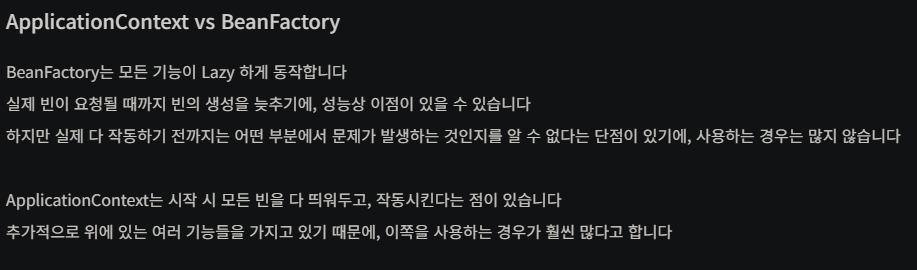 ApplicationContext vs BeanFactory
BeanFactory는 모든 기능이 Lazy 하게 동작합니다
실제 빈이 요청될 때까지 빈의 생성을 늦추기에, 성능상 이점이 있을 수 있습니다
하지만 실제 다 작동하기 전까지는 어떤 부분에서 문제가 발생하는 것인지를 알 수 없다는 단점이 있기에, 사용하는 경우는 많지 않습니다
ApplicationContext는 시작 시 모든 빈을 다 띄워두고, 작동시킨다는 점이 있습니다
추가적으로 위에 있는 여러 기능들을 가지고 있기 때문에, 이쪽을 사용하는 경우가 훨씬 많다고 합니다